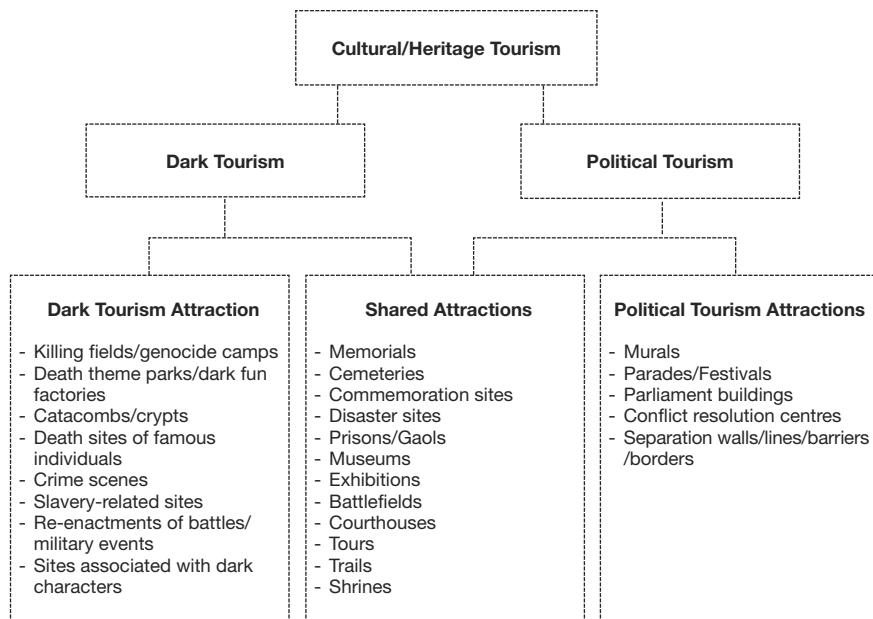 Cultural/Heritage Tourism
Dark Tourism
Political Tourism
Dark Tourism Attraction
- Killing fields/genocide camps
- Death theme parks/dark fun
factories
- Catacombs/crypts
- Death sites of famous
individuals
- Crime scenes
- Slavery-related sites
- Re-enactments of battles/
military events
- Sites associated with dark
characters
Shared Attractions
- Memorials
- Cemeteries
- Commemoration sites
- Disaster sites
- Prisons/Gaols
- Museums
- Exhibitions
- Battlefields
- Courthouses
- Tours
- Trails
- Shrines
Political Tourism Attractions
- Murals
- Parades/Festivals
- Parliament buildings
- Conflict resolution centres
- Separation walls/lines/barriers
/borders